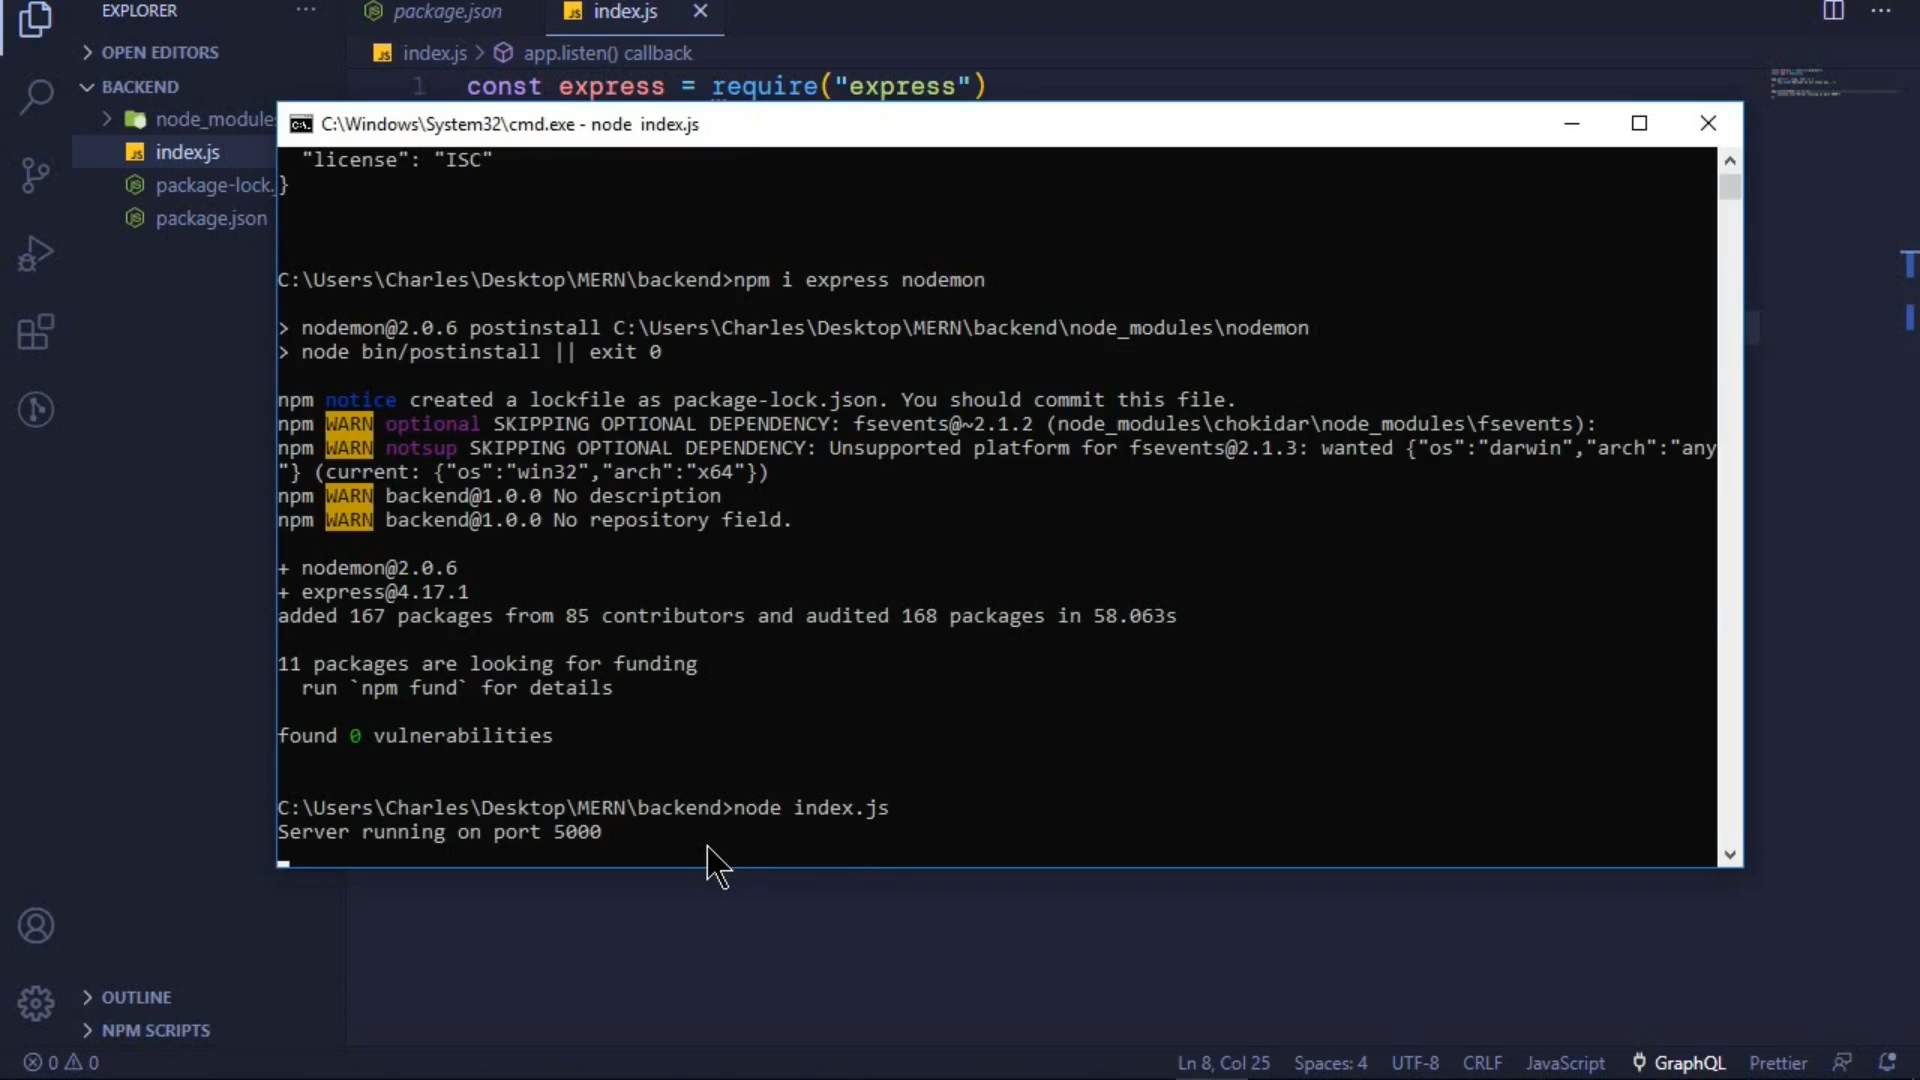 EXPLORER
package.json
index.js
OPEN EDITORS
index.js > app.listen() callback
BACKEND
1 const express = require("express")
node_modules
index.js
package-lock.
package.json
C:\Windows\System32\cmd.exe - node  index.js
"license": "ISC"
}
C:\Users\Charles\Desktop\MERN\backend>npm i express nodemon
> nodemon@2.0.6 postinstall C:\Users\Charles\Desktop\MERN\backend\node_modules\nodemon
> node bin/postinstall || exit 0
npm notice created a lockfile as package-lock.json. You should commit this file.
npm WARN optional SKIPPING OPTIONAL DEPENDENCY: fsevents@~2.1.2 (node_modules\chokidar\node_modules\fsevents):
npm WARN notsup SKIPPING OPTIONAL DEPENDENCY: Unsupported platform for fsevents@2.1.3: wanted {"os":"darwin","arch":"any
"} (current: {"os":"win32","arch":"x64"})
npm WARN backend@1.0.0 No description
npm WARN backend@1.0.0 No repository field.
+ nodemon@2.0.6
+ express@4.17.1
added 167 packages from 85 contributors and audited 168 packages in 58.063s
11 packages are looking for funding
run `npm fund` for details
found 0 vulnerabilities
C:\Users\Charles\Desktop\MERN\backend>node index.js
Server running on port 5000
OUTLINE
NPM SCRIPTS
0 0
Ln 8, Col 25 Spaces: 4 UTF-8 CRLF JavaScript GraphQL Prettier